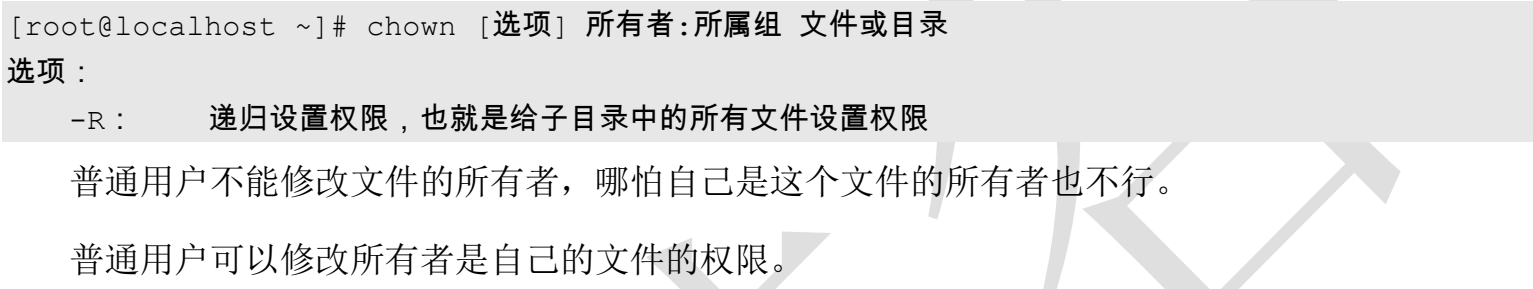 [root@localhost ~]# chown [选项] 所有者:所属组 文件或目录
选项：
-R： 递归设置权限，也就是给子目录中的所有文件设置权限
普通用户不能修改文件的所有者，哪怕自己是这个文件的所有者也不行。
普通用户可以修改所有者是自己的文件的权限。